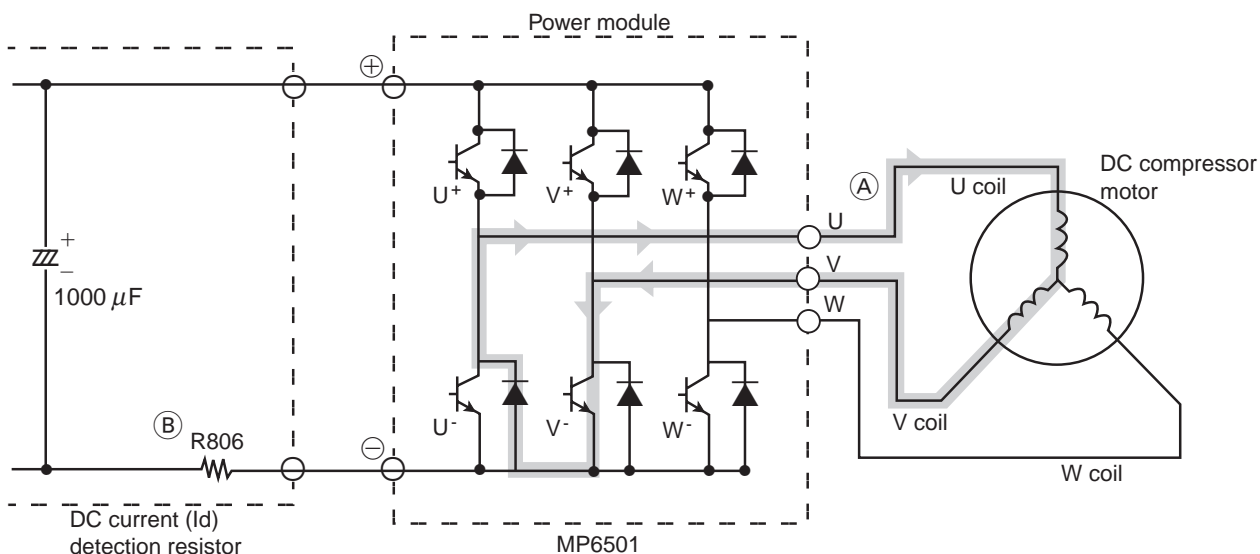 Power module
⊕
DC compressor
motor
Ⓐ
U coil
U+
V+
W+
U
V
W
+
−
1000 μF
Ⓑ
R806
⊖
U-
V-
W-
V coil
W coil
DC current (Id)
detection resistor
MP6501